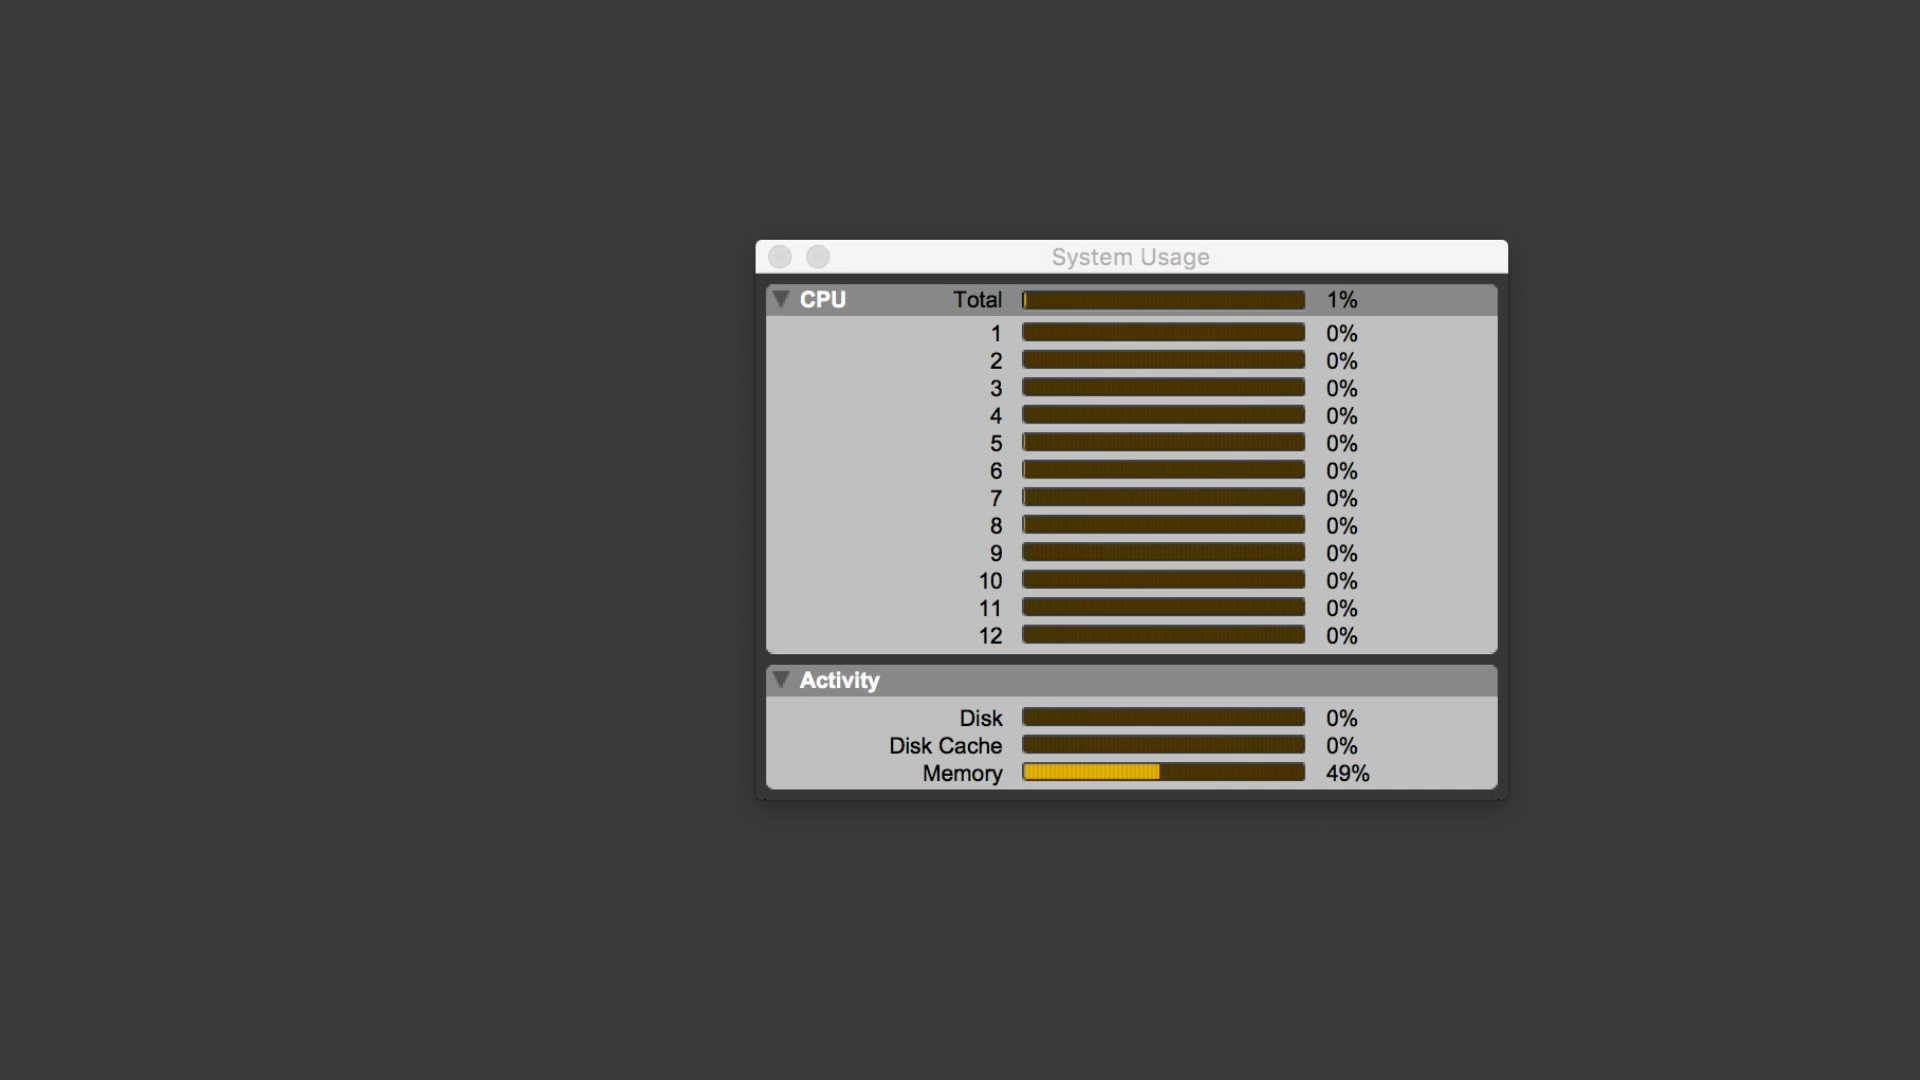 System Usage
CPU Total 1%
1 0%
2 0%
3 0%
4 0%
5 0%
6 0%
7 0%
8 0%
9 0%
10 0%
11 0%
12 0%
Activity
Disk 0%
Disk Cache 0%
Memory 49%